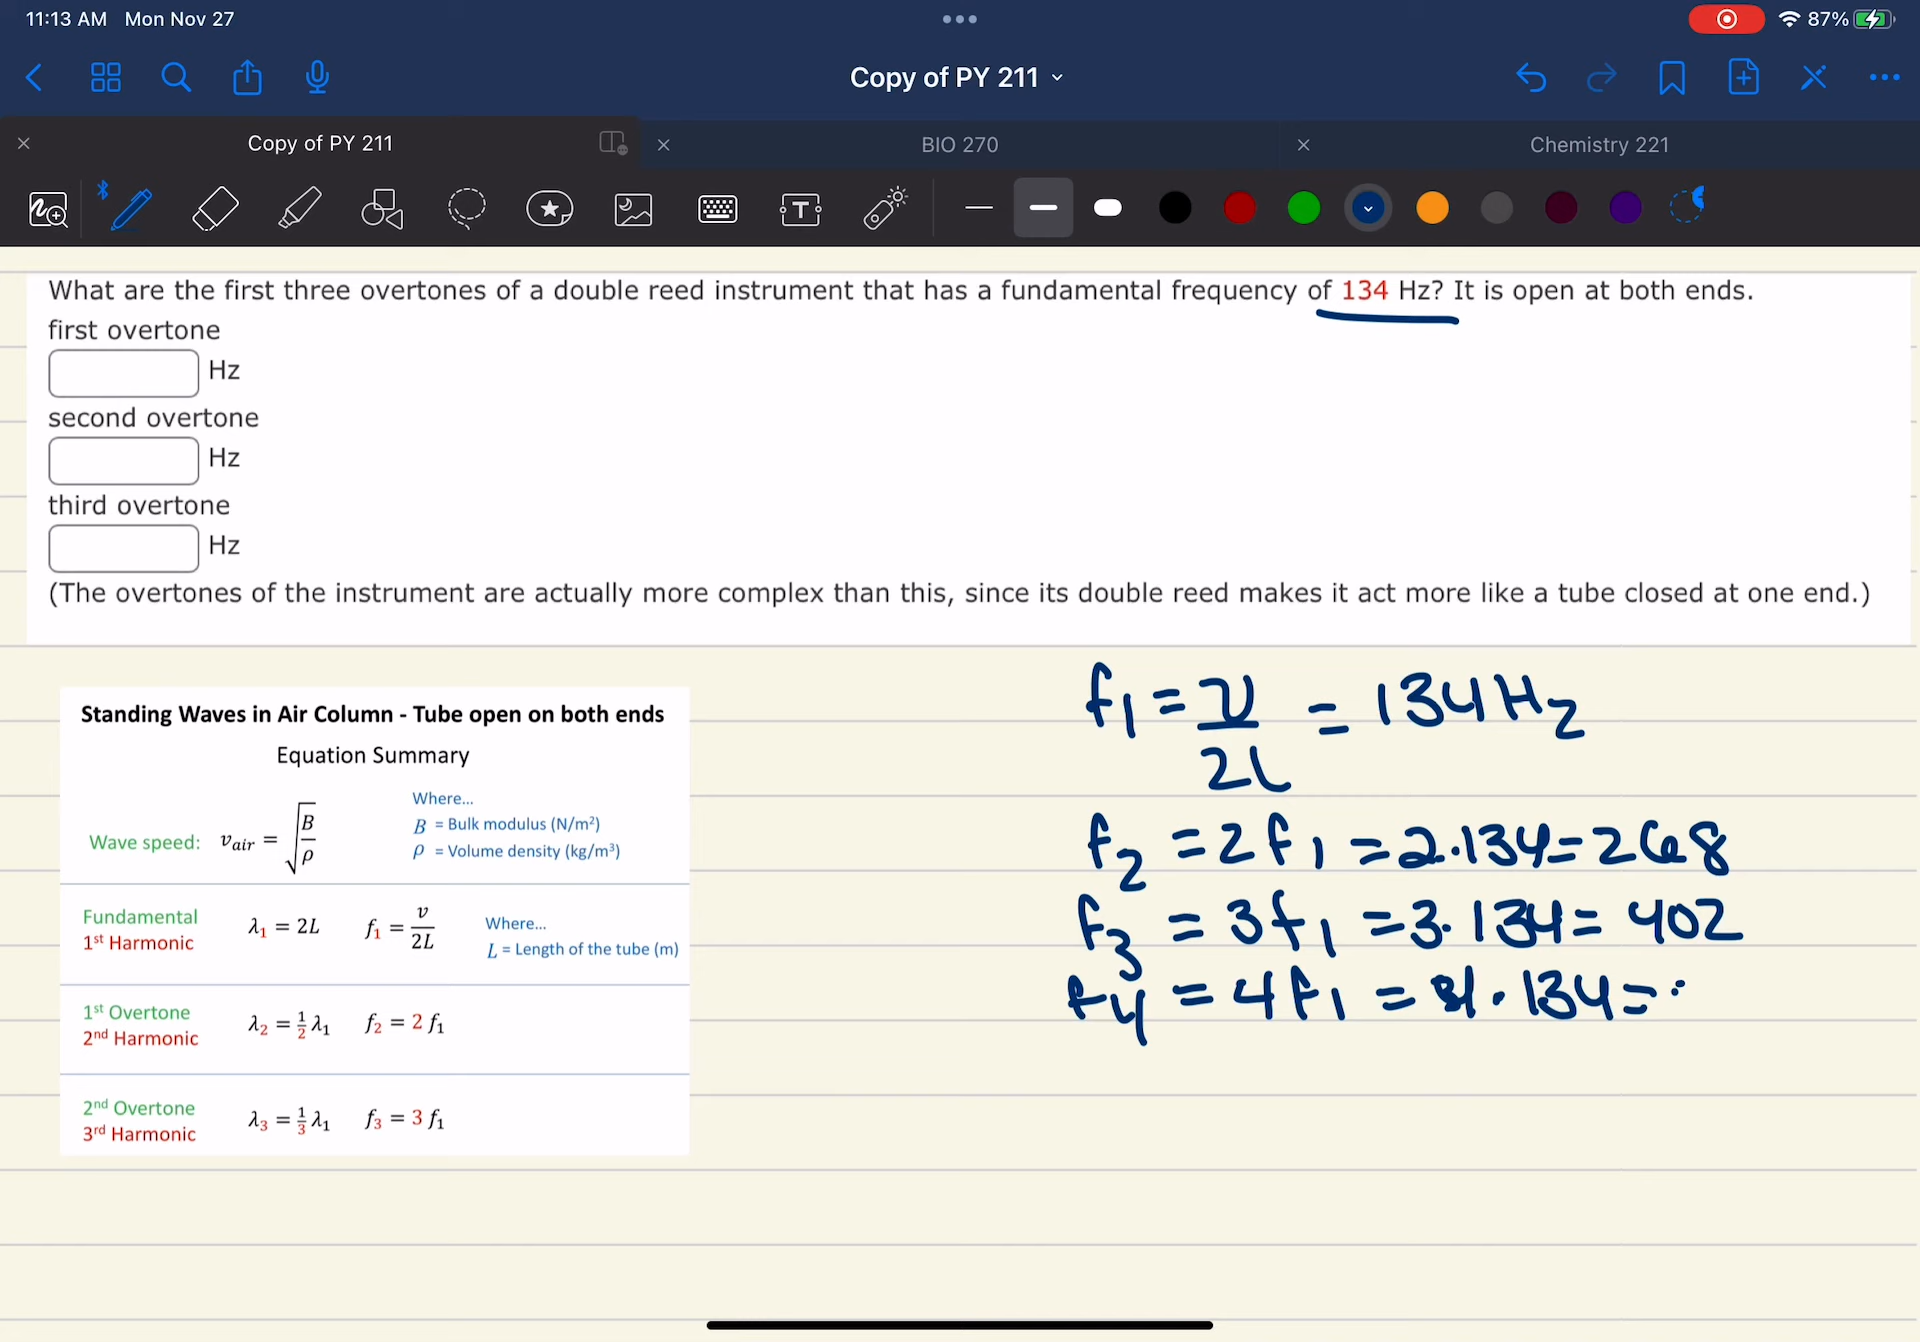 11:13 AM Mon Nov 27
87%
Copy of PY 211
Copy of PY 211
BIO 270
Chemistry 221
What are the first three overtones of a double reed instrument that has a fundamental frequency of 134 Hz? It is open at both ends.
first overtone
Hz
second overtone
Hz
third overtone
Hz
(The overtones of the instrument are actually more complex than this, since its double reed makes it act more like a tube closed at one end.)
Standing Waves in Air Column - Tube open on both ends
Equation Summary
Where...
Wave speed: v_air = √(B/ρ)
B = Bulk modulus (N/m²)
ρ = Volume density (kg/m³)
Fundamental
1st Harmonic
λ₁ = 2L f₁ = v/2L
Where...
L = Length of the tube (m)
1st Overtone
2nd Harmonic
λ₂ = ½ λ₁ f₂ = 2 f₁
2nd Overtone
3rd Harmonic
λ₃ = ⅓ λ₁ f₃ = 3 f₁
f₁ = v/2L = 134 Hz
f₂ = 2f₁ = 2·134 = 268
f₃ = 3f₁ = 3·134 = 402
f₄ = 4f₁ = 4·134 =